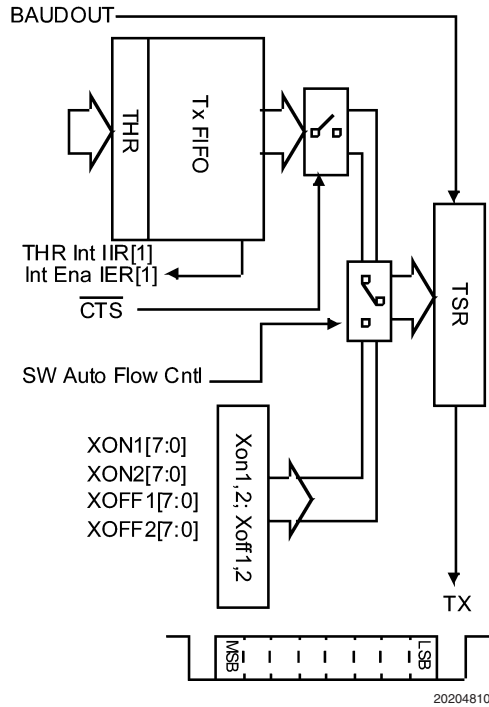 BAUDOUT
THR
Tx FIFO
THR Int IIR[1]
Int Ena IER[1]
CTS
TSR
SW Auto Flow Cntl
XON1[7:0]
XON2[7:0]
XOFF1[7:0]
XOFF2[7:0]
Xon1,2; Xoff1,2
TX
MSB
LSB
20204810